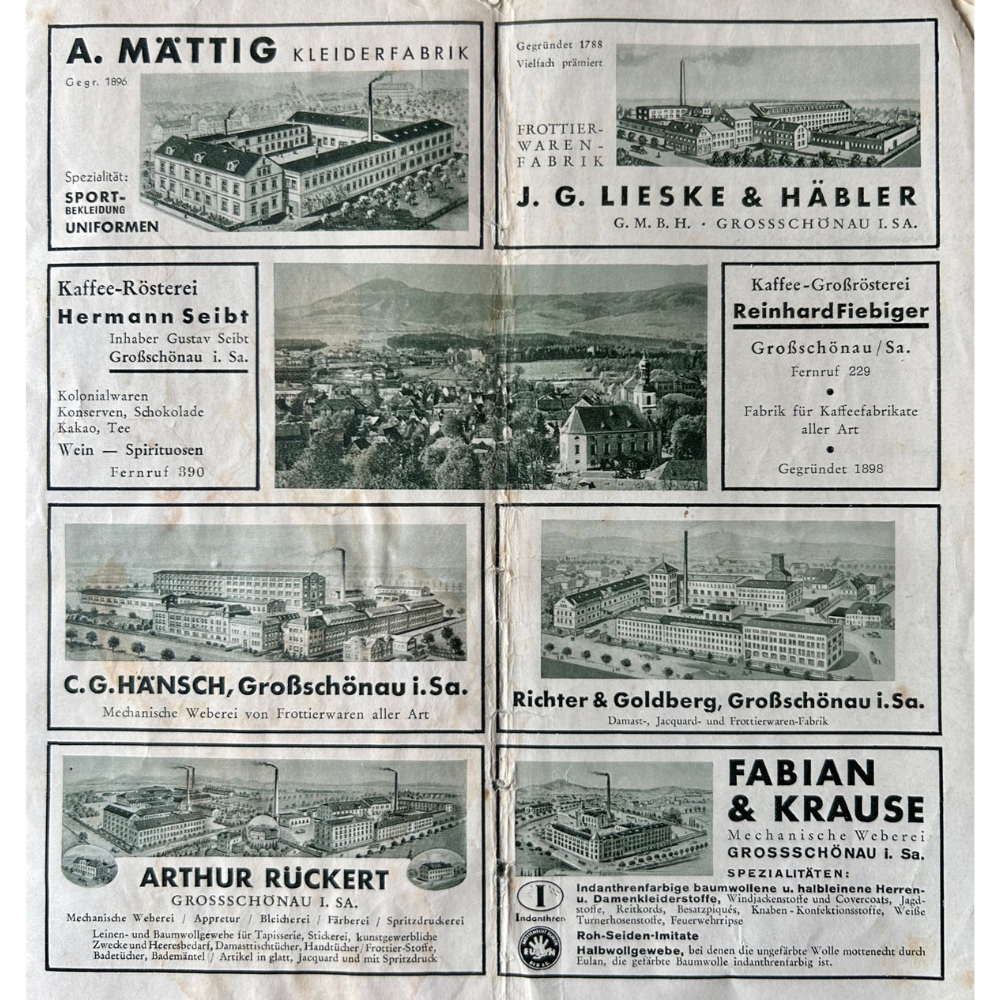 A. MÄTTIG KLEIDERFABRIK
Gegr. 1896
Spezialität:
SPORT-
BEKLEIDUNG
UNIFORMEN
Gegründet 1788
Vielfach prämiert
FROTTIER-
WAREN-
FABRIK
J. G. LIESKE & HÄBLER
G. M. B. H. · GROSSSCHÖNAU I. SA.
Kaffee-Rösterei
Hermann Seibt
Inhaber Gustav Seibt
Großschönau i. Sa.
Kolonialwaren
Konserven, Schokolade
Kakao, Tee
Wein — Spirituosen
Fernruf 390
Kaffee-Großrösterei
Reinhard Fiebiger
Großschönau/Sa.
Fernruf 229
•
Fabrik für Kaffeefabrikate
aller Art
•
Gegründet 1898
C. G. HÄNSCH, Großschönau i. Sa.
Mechanische Weberei von Frottierwaren aller Art
Richter & Goldberg, Großschönau i. Sa.
Damast-, Jacquard- und Frottierwaren-Fabrik
ARTHUR RÜCKERT
GROSSSCHÖNAU I. SA.
Mechanische Weberei / Appretur / Bleicherei / Färberei / Spritzdruckerei
Leinen- und Baumwollgewebe für Tapisserie, Stickerei, kunstgewerbliche
Zwecke und Heeresbedarf, Damasttischtücher, Handtücher / Frottier-Stoffe,
Badetücher, Bademäntel / Artikel in glatt, Jacquard und mit Spritzdruck
FABIAN
& KRAUSE
Mechanische Weberei
GROSSSCHÖNAU i. Sa.
SPEZIALITÄTEN:
I
Indanthren
Indanthrenfarbige baumwollene u. halbleinene Herren-
u. Damenkleiderstoffe, Windjackenstoffe und Covercoats, Jagd-
stoffe, Reitkords, Besatzpiqués, Knaben-Konfektionsstoffe, Weiße
Turnerhosenstoffe, Feuerwehrripse
Roh-Seiden-Imitate
EULAN
Halbwollgewebe, bei denen die ungefärbte Wolle mottenecht durch
Eulan, die gefärbte Baumwolle indanthrenfarbig ist.